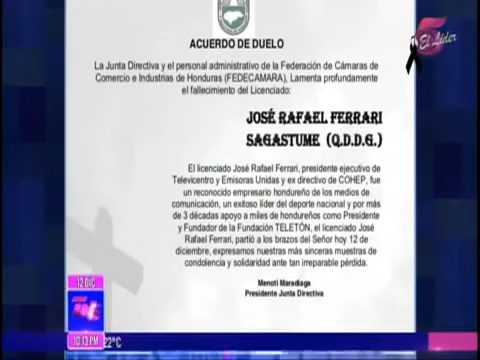 El Líder
ACUERDO DE DUELO
La Junta Directiva y el personal administrativo de la Federación de Cámaras de
Comercio e Industrias de Honduras (FEDECAMARA), Lamenta profundamente
el fallecimiento del Licenciado:
JOSÉ RAFAEL FERRARI
SAGASTUME (Q.D.D.G.)
El licenciado José Rafael Ferrari, presidente ejecutivo de
Televicentro y Emisoras Unidas y ex directivo de COHEP, fue
un reconocido empresario hondureño de los medios de
comunicación, un exitoso líder del deporte nacional y por más
de 3 décadas apoyo a miles de hondureños como Presidente
y Fundador de la Fundación TELETÓN, el licenciado José
Rafael Ferrari, partió a los brazos del Señor hoy 12 de
diciembre, expresamos nuestras más sinceras muestras de
condolencia y solidaridad ante tan irreparable pérdida.
Menotti Maradiaga
Presidente Junta Directiva
12 DIC
10:13 PM 22°C